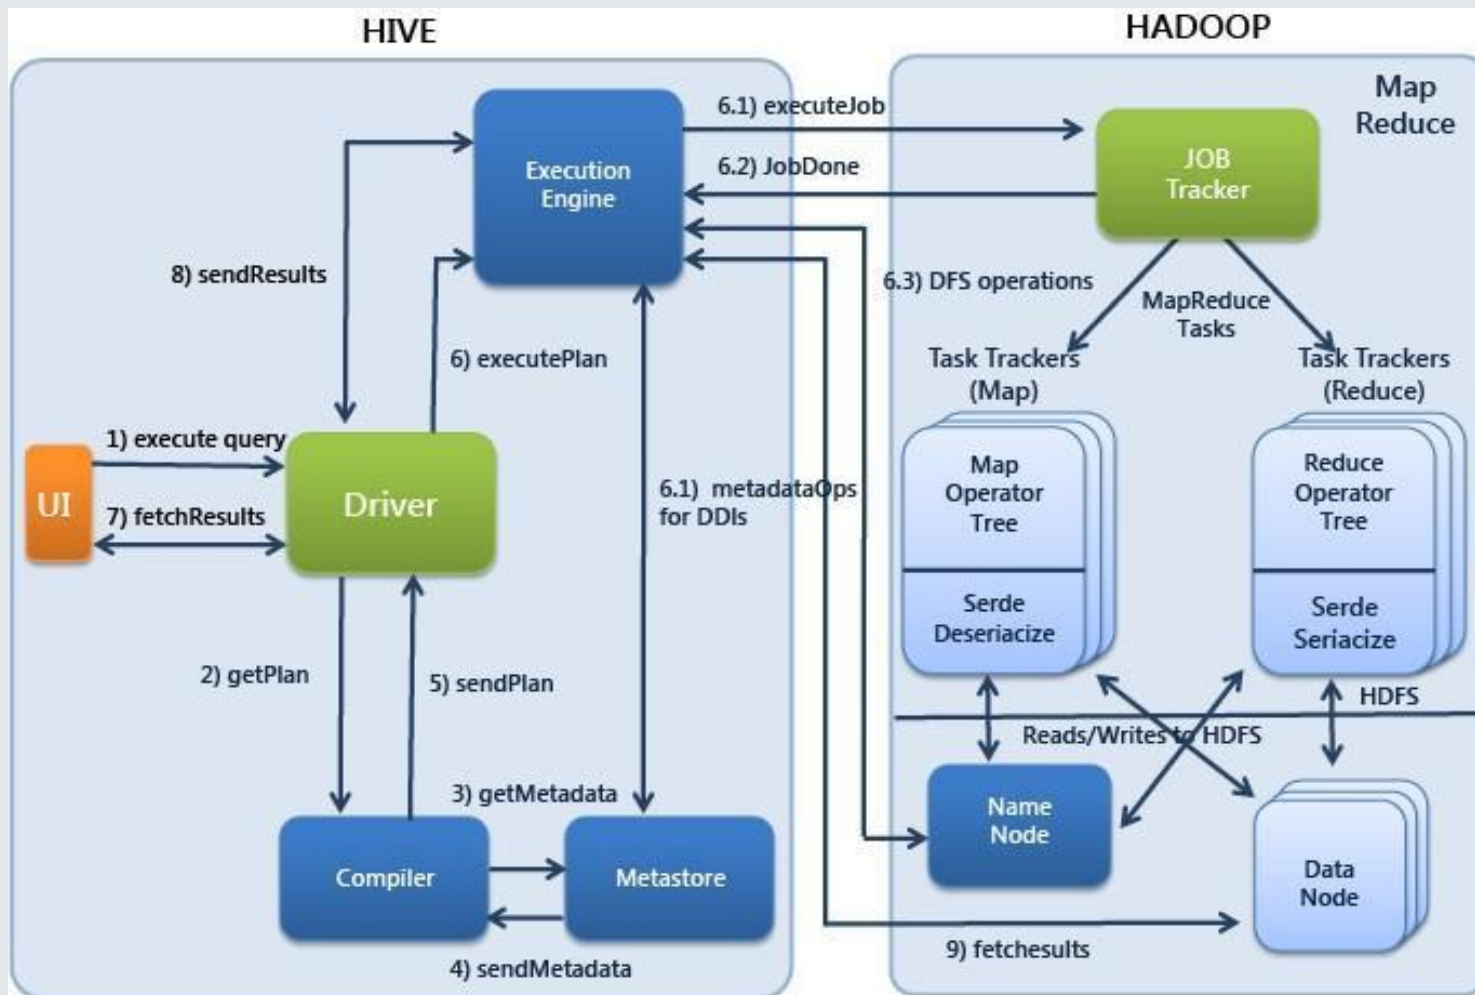 HIVE
HADOOP
Map
Reduce
6.1) executeJob
Execution
Engine
6.2) JobDone
JOB
Tracker
8) sendResults
6.3) DFS operations
MapReduce
Tasks
6) executePlan
Task Trackers
(Map)
Task Trackers
(Reduce)
1) execute query
UI
Driver
7) fetchResults
6.1) metadataOps
for DDIs
Map
Operator
Tree
Serde
Deseriacize
Reduce
Operator
Tree
Serde
Seriacize
2) getPlan
5) sendPlan
HDFS
Reads/Writes to HDFS
3) getMetadata
Name
Node
Compiler
Metastore
Data
Node
4) sendMetadata
9) fetchesults